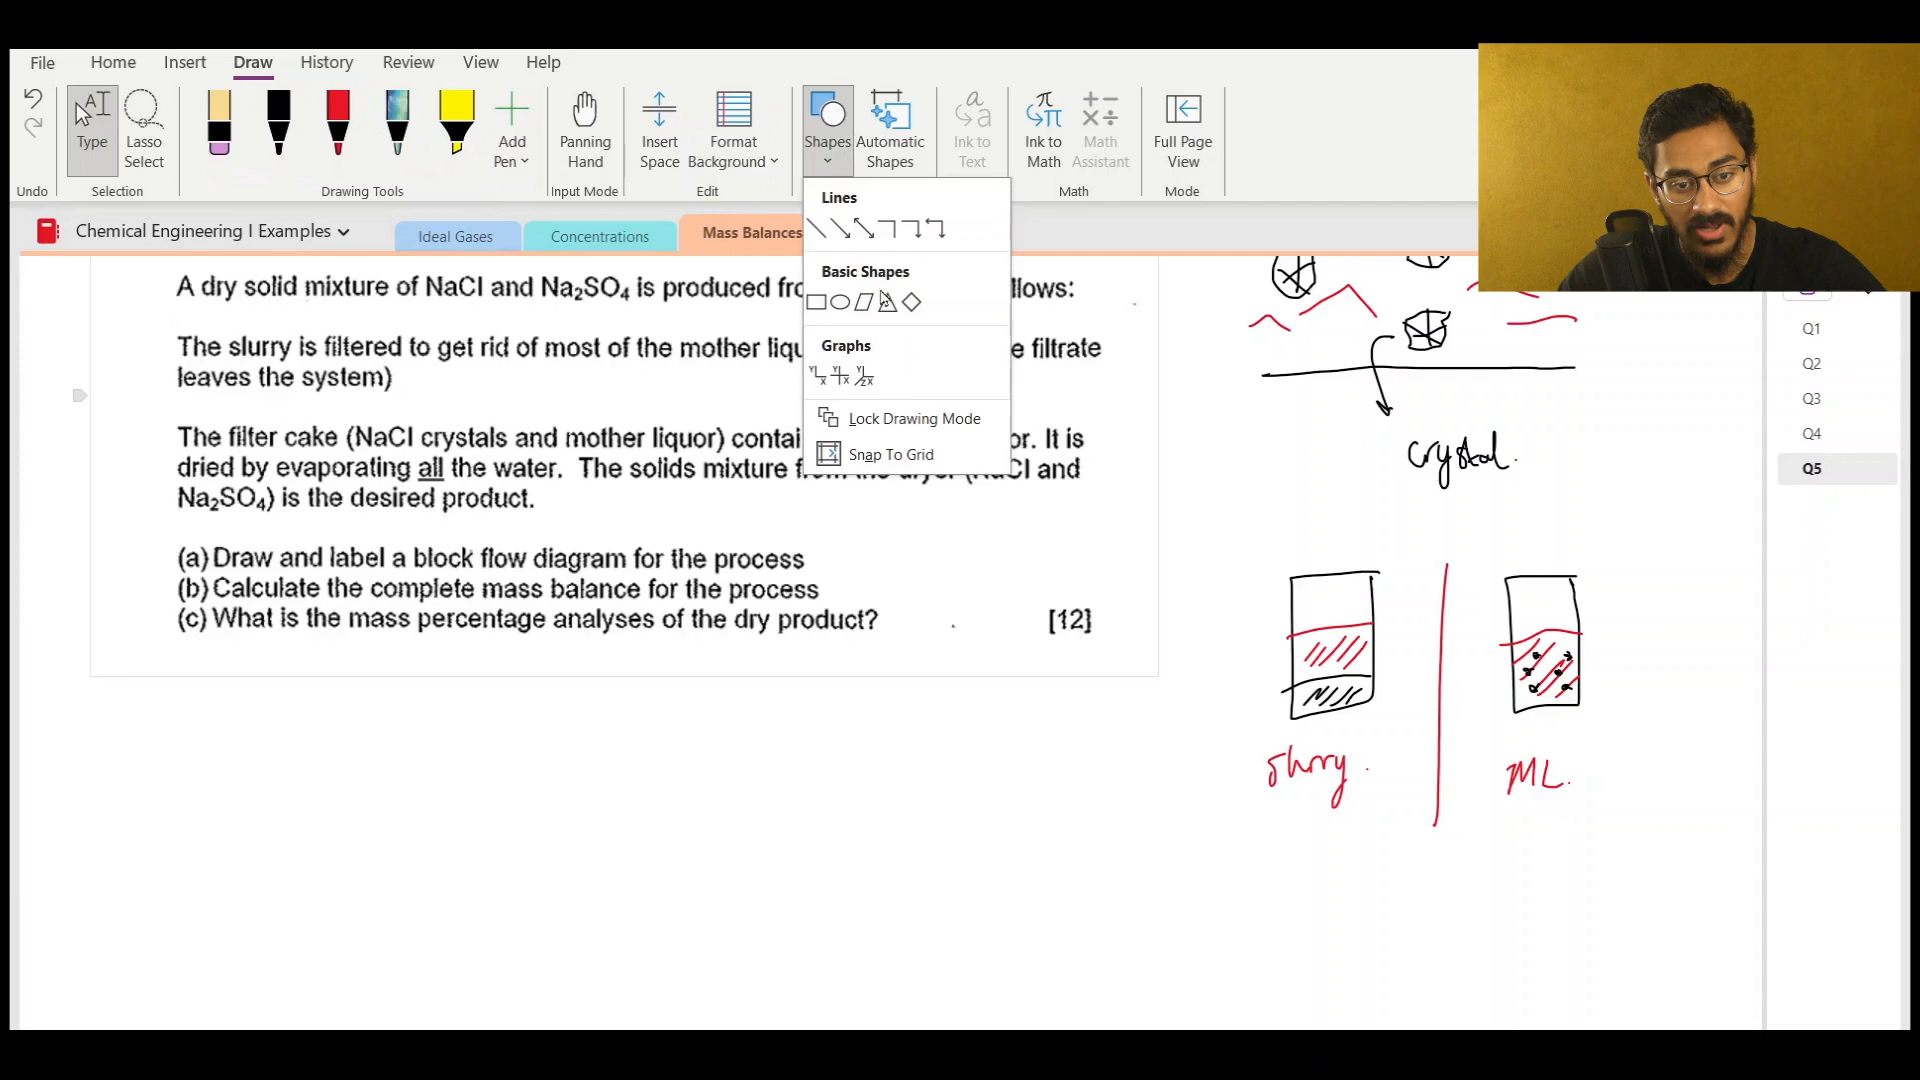 File Home Insert Draw History Review View Help
Type
Lasso
Select
Add
Pen
Panning
Hand
Insert
Space
Format
Background
Shapes
Automatic
Shapes
Ink to
Text
Ink to
Math
Math
Assistant
Full Page
View
Undo Selection Drawing Tools Input Mode Edit Math Mode
Lines
Basic Shapes
Graphs
Lock Drawing Mode
Snap To Grid
Chemical Engineering I Examples Ideal Gases Concentrations Mass Balances
A dry solid mixture of NaCl and Na₂SO₄ is produced llows:
The slurry is filtered to get rid of most of the mother e filtrate
leaves the system)
The filter cake (NaCl crystals and mother liquor) It is
dried by evaporating all the water. The solids mixture and
Na₂SO₄) is the desired product.
(a) Draw and label a block flow diagram for the process
(b) Calculate the complete mass balance for the process
(c) What is the mass percentage analyses of the dry product? [12]
crystal.
slurry.
ML.
Q1
Q2
Q3
Q4
Q5